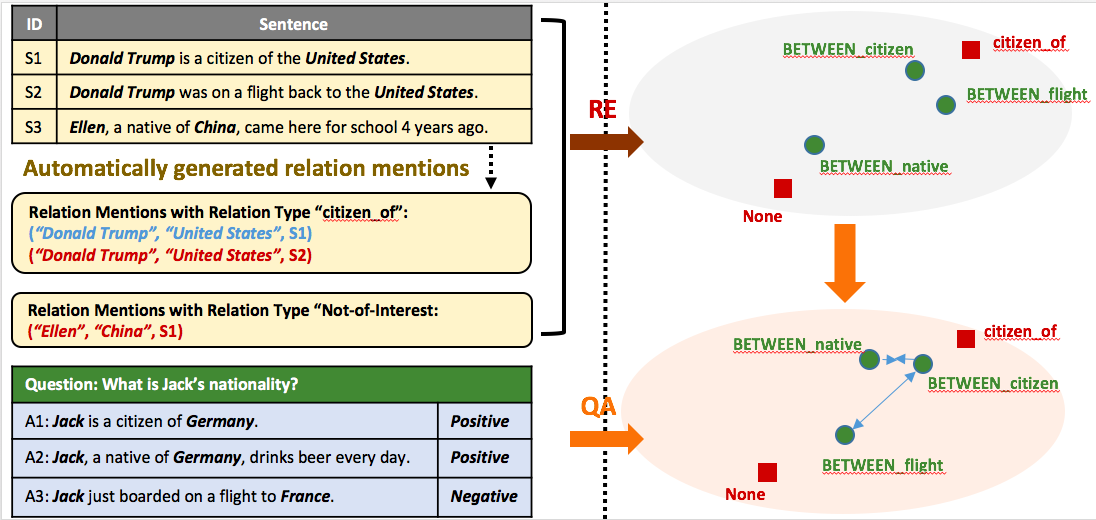 ID Sentence
S1 Donald Trump is a citizen of the United States.
S2 Donald Trump was on a flight back to the United States.
S3 Ellen, a native of China, came here for school 4 years ago.
Automatically generated relation mentions
Relation Mentions with Relation Type “citizen_of”:
(“Donald Trump”, “United States”, S1)
(“Donald Trump”, “United States”, S2)
Relation Mentions with Relation Type “Not-of-Interest:
(“Ellen”, “China”, S1)
Question: What is Jack’s nationality?
A1: Jack is a citizen of Germany. Positive
A2: Jack, a native of Germany, drinks beer every day. Positive
A3: Jack just boarded on a flight to France. Negative
RE
QA
BETWEEN_citizen
citizen_of
BETWEEN_flight
BETWEEN_native
None
citizen_of
BETWEEN_native
BETWEEN_citizen
BETWEEN_flight
None